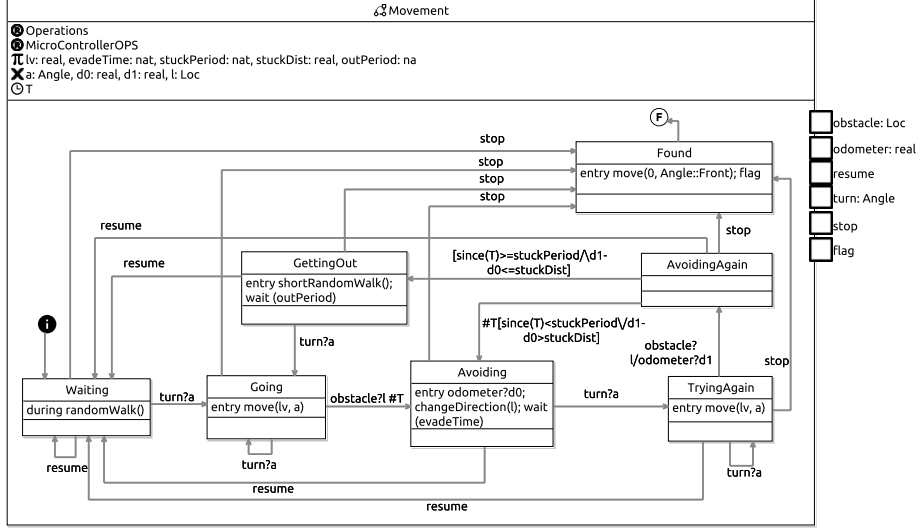 Movement
Operations
MicroControllerOPS
lv: real, evadeTime: nat, stuckPeriod: nat, stuckDist: real, outPeriod: na
a: Angle, d0: real, d1: real, l: Loc
T
obstacle: Loc
odometer: real
resume
turn: Angle
stop
flag
F
stop
Found
entry move(0, Angle::Front); flag
stop
stop
stop
resume
stop
resume
GettingOut
entry shortRandomWalk();
wait (outPeriod)
[since(T)>=stuckPeriod/\d1-
d0<=stuckDist]
AvoidingAgain
i
turn?a
#T[since(T)<stuckPeriod\/d1-
d0>stuckDist]
obstacle?
l/odometer?d1
stop
Waiting
during randomWalk()
turn?a
Going
entry move(lv, a)
obstacle?l #T
Avoiding
entry odometer?d0;
changeDirection(l); wait
(evadeTime)
turn?a
TryingAgain
entry move(lv, a)
resume
turn?a
turn?a
resume
resume